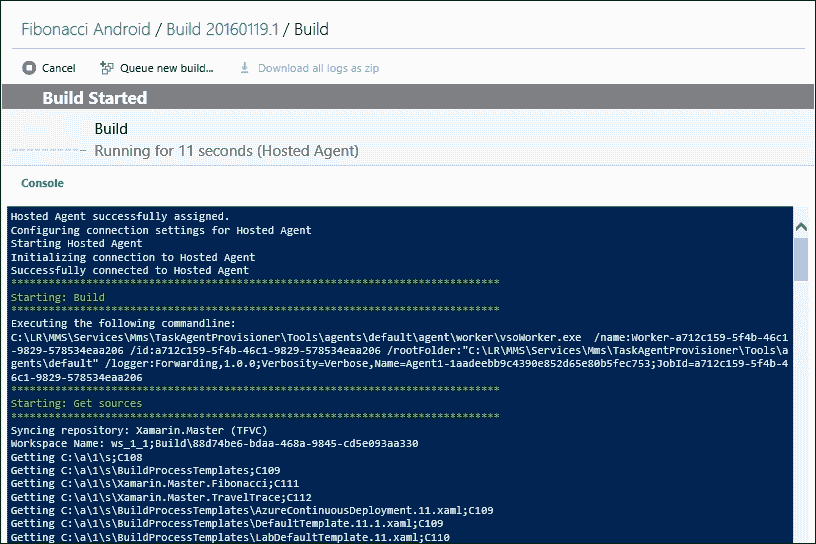 Fibonacci Android / Build 20160119.1 / Build
Cancel Queue new build... Download all logs as zip
Build Started
Build
Running for 11 seconds (Hosted Agent)
Console
Hosted Agent successfully assigned.
Configuring connection settings for Hosted Agent
Starting Hosted Agent
Initializing connection to Hosted Agent
Successfully connected to Hosted Agent
******************************************************************************
Starting: Build
******************************************************************************
Executing the following commandline:
C:\LR\MMS\Services\Mms\TaskAgentProvisioner\Tools\agents\default\agent\worker\vsoWorker.exe  /name:Worker-a712c159-5f4b-46c1
-9829-578534eaa206 /id:a712c159-5f4b-46c1-9829-578534eaa206 /rootFolder:"C:\LR\MMS\Services\Mms\TaskAgentProvisioner\Tools\a
gents\default" /logger:Forwarding,1.0.0;Verbosity=Verbose,Name=Agent1-1aadeebb9c4390e852d65e80b5fec753;JobId=a712c159-5f4b-4
6c1-9829-578534eaa206
******************************************************************************
Starting: Get sources
******************************************************************************
Syncing repository: Xamarin.Master (TFVC)
Workspace Name: ws_1_1;Build\88d74be6-bdaa-468a-9845-cd5e093aa330
Getting C:\a\1\s;C108
Getting C:\a\1\s\BuildProcessTemplates;C109
Getting C:\a\1\s\Xamarin.Master.Fibonacci;C111
Getting C:\a\1\s\Xamarin.Master.TravelTrace;C112
Getting C:\a\1\s\BuildProcessTemplates\AzureContinuousDeployment.11.xaml;C109
Getting C:\a\1\s\BuildProcessTemplates\DefaultTemplate.11.1.xaml;C109
Getting C:\a\1\s\BuildProcessTemplates\LabDefaultTemplate.11.xaml;C110